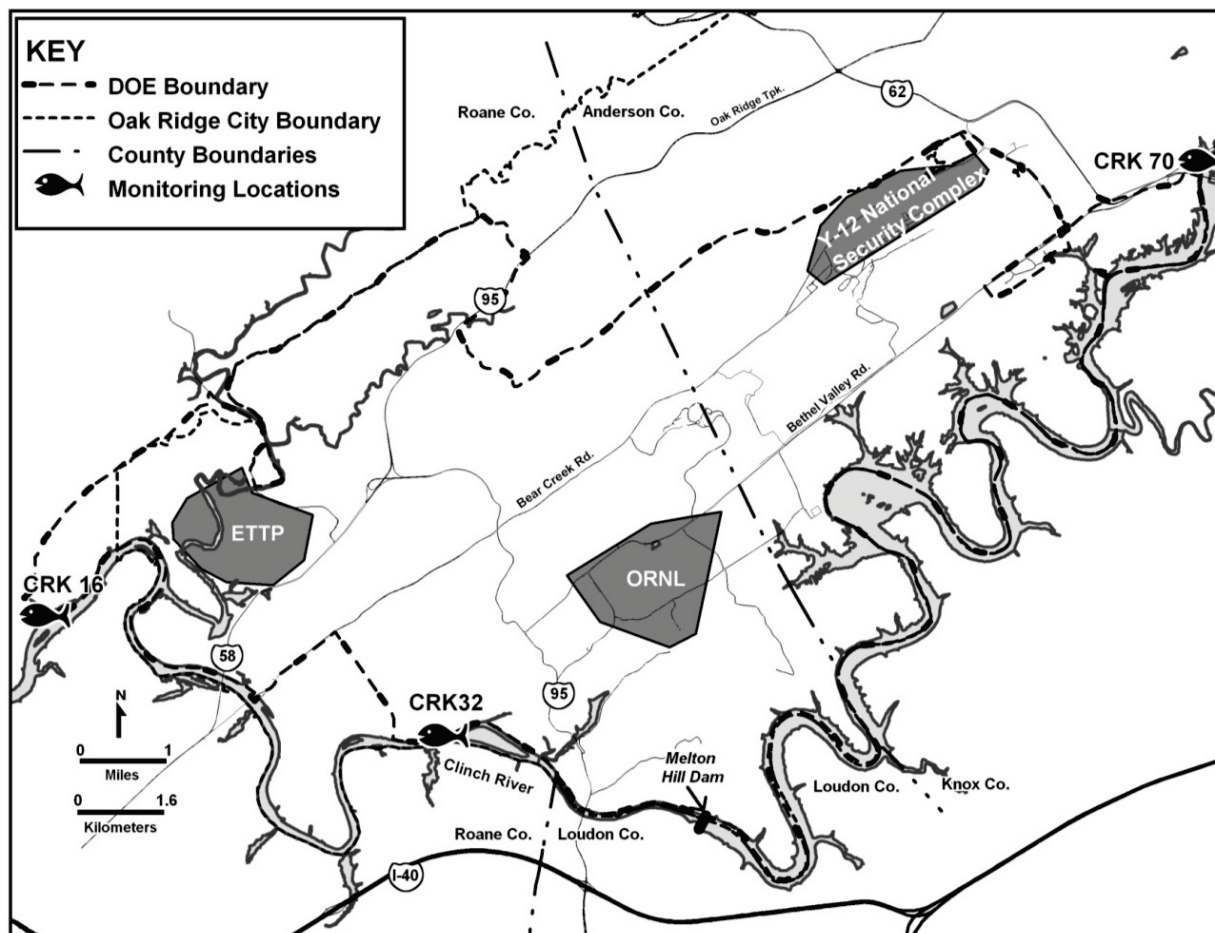 KEY
DOE Boundary
Oak Ridge City Boundary
County Boundaries
Monitoring Locations
Roane Co.
Anderson Co.
Oak Ridge Tpk.
62
CRK 70
Y-12 National
Security Complex
95
Bethel Valley Rd.
Bear Creek Rd.
ETTP
ORNL
CRK 16
58
95
CRK32
N
0 1
Miles
0 1.6
Kilometers
Clinch River
Melton
Hill Dam
Loudon Co.
Knox Co.
Roane Co.
Loudon Co.
I-40